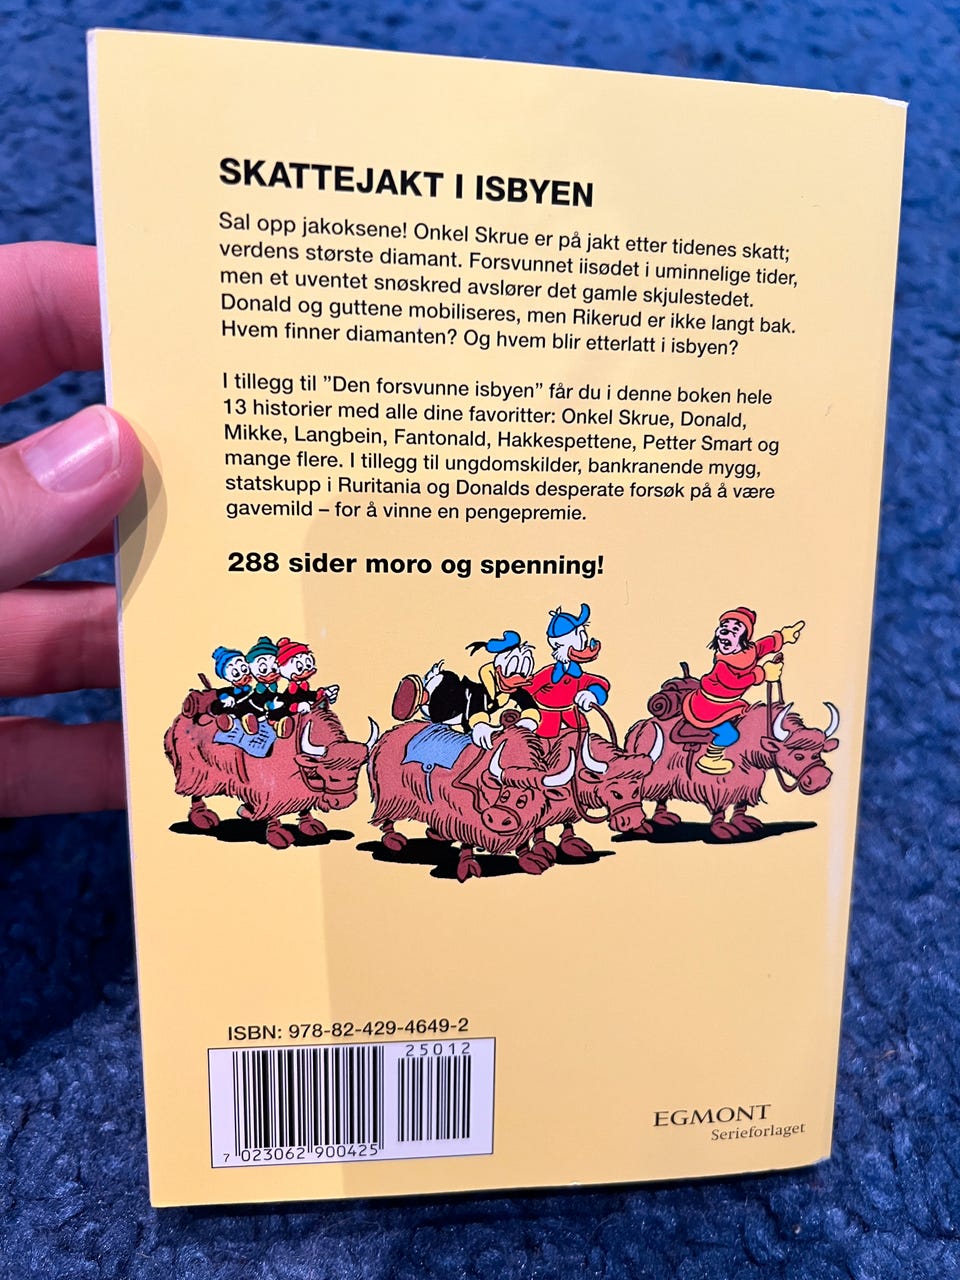 SKATTEJAKT I ISBYEN
Sal opp jakoksene! Onkel Skrue er på jakt etter tidenes skatt;
verdens største diamant. Forsvunnet iisødet i uminnelige tider,
men et uventet snøskred avslører det gamle skjulestedet.
Donald og guttene mobiliseres, men Rikerud er ikke langt bak.
Hvem finner diamanten? Og hvem blir etterlatt i isbyen?
I tillegg til ”Den forsvunne isbyen” får du i denne boken hele
13 historier med alle dine favoritter: Onkel Skrue, Donald,
Mikke, Langbein, Fantonald, Hakkespettene, Petter Smart og
mange flere. I tillegg til ungdomskilder, bankranende mygg,
statskupp i Ruritania og Donalds desperate forsøk på å være
gavemild – for å vinne en pengepremie.
288 sider moro og spenning!
ISBN: 978-82-429-4649-2
25012
7 023062 900425
EGMONT
Serieforlaget